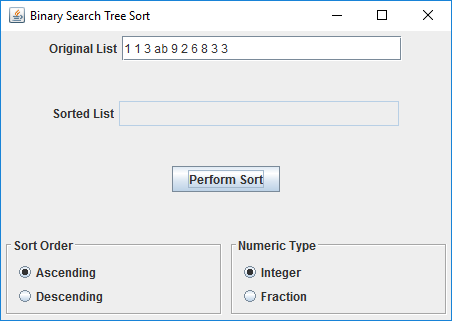 Binary Search Tree Sort
Original List 1 1 3 ab 9 2 6 8 3 3
Sorted List
Perform Sort
Sort Order
Ascending
Descending
Numeric Type
Integer
Fraction